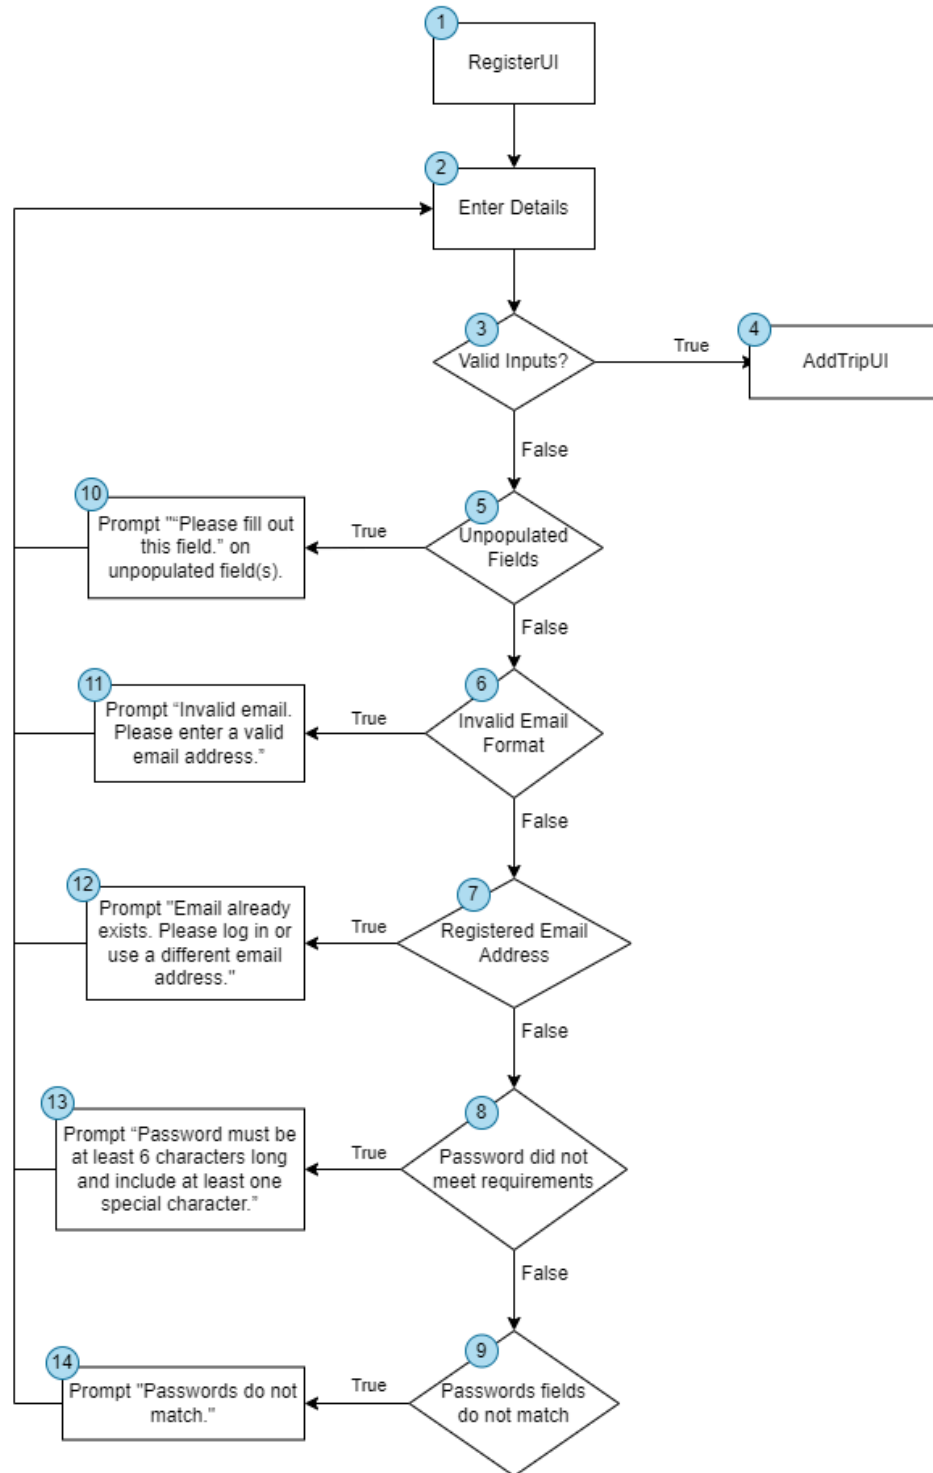 1
RegisterUI
2
Enter Details
3
Valid Inputs?
True
4
AddTripUI
False
5
Unpopulated
Fields
True
10
Prompt "“Please fill out
this field.” on
unpopulated field(s).
False
6
Invalid Email
Format
True
11
Prompt “Invalid email.
Please enter a valid
email address.”
False
7
Registered Email
Address
True
12
Prompt "Email already
exists. Please log in or
use a different email
address."
False
8
Password did not
meet requirements
True
13
Prompt “Password must be
at least 6 characters long
and include at least one
special character.”
False
9
Passwords fields
do not match
True
14
Prompt "Passwords do not
match."